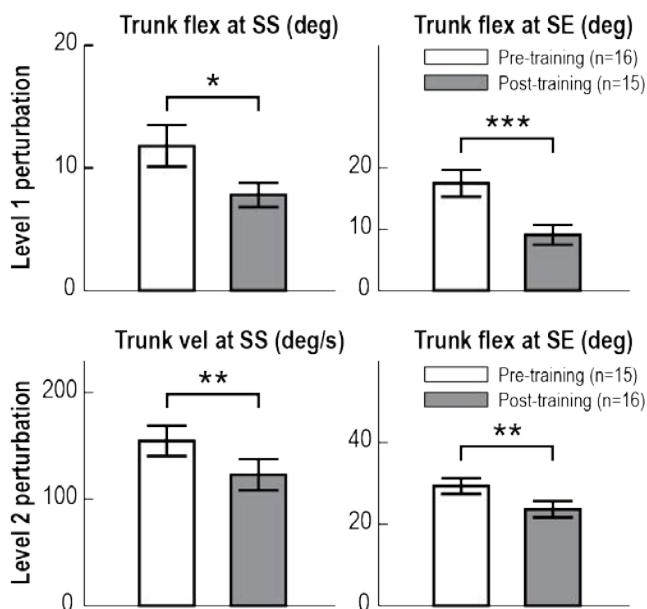 Trunk flex at SS (deg)
Trunk flex at SE (deg)
Level 1 perturbation
20
10
0
*
20
10
0
Pre-training (n=16)
Post-training (n=15)
***
Trunk vel at SS (deg/s)
Trunk flex at SE (deg)
Level 2 perturbation
200
100
0
**
40
20
0
Pre-training (n=15)
Post-training (n=16)
**